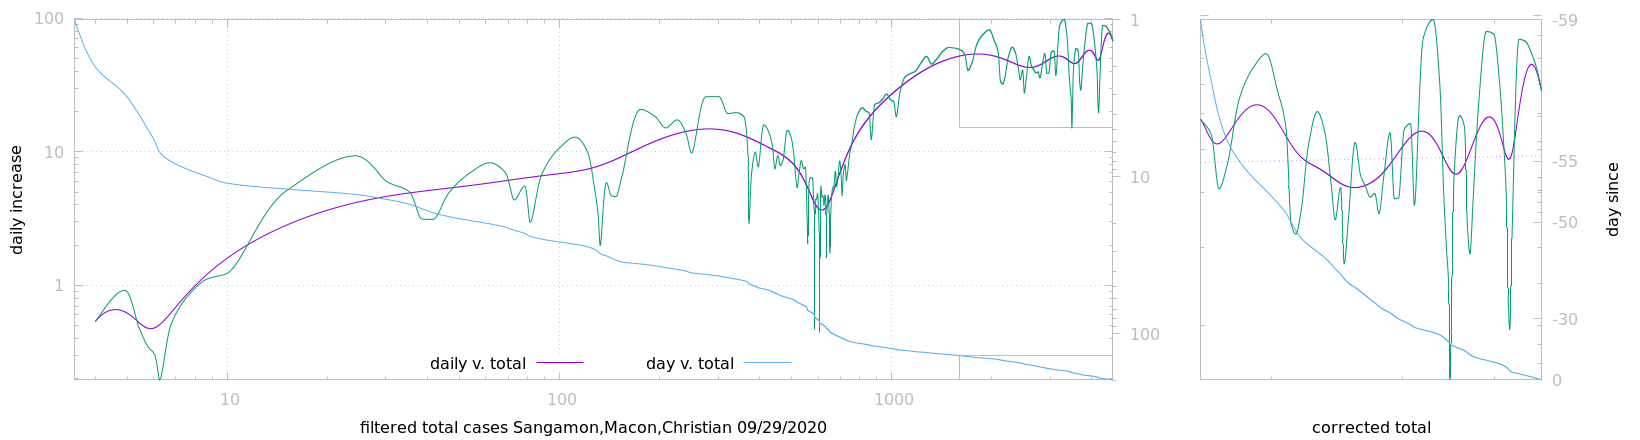 100
10
1
daily increase
10
100
1000
filtered total cases Sangamon,Macon,Christian 09/29/2020
daily v. total
day v. total
1
10
100
-59
-55
-50
-30
0
day since
corrected total